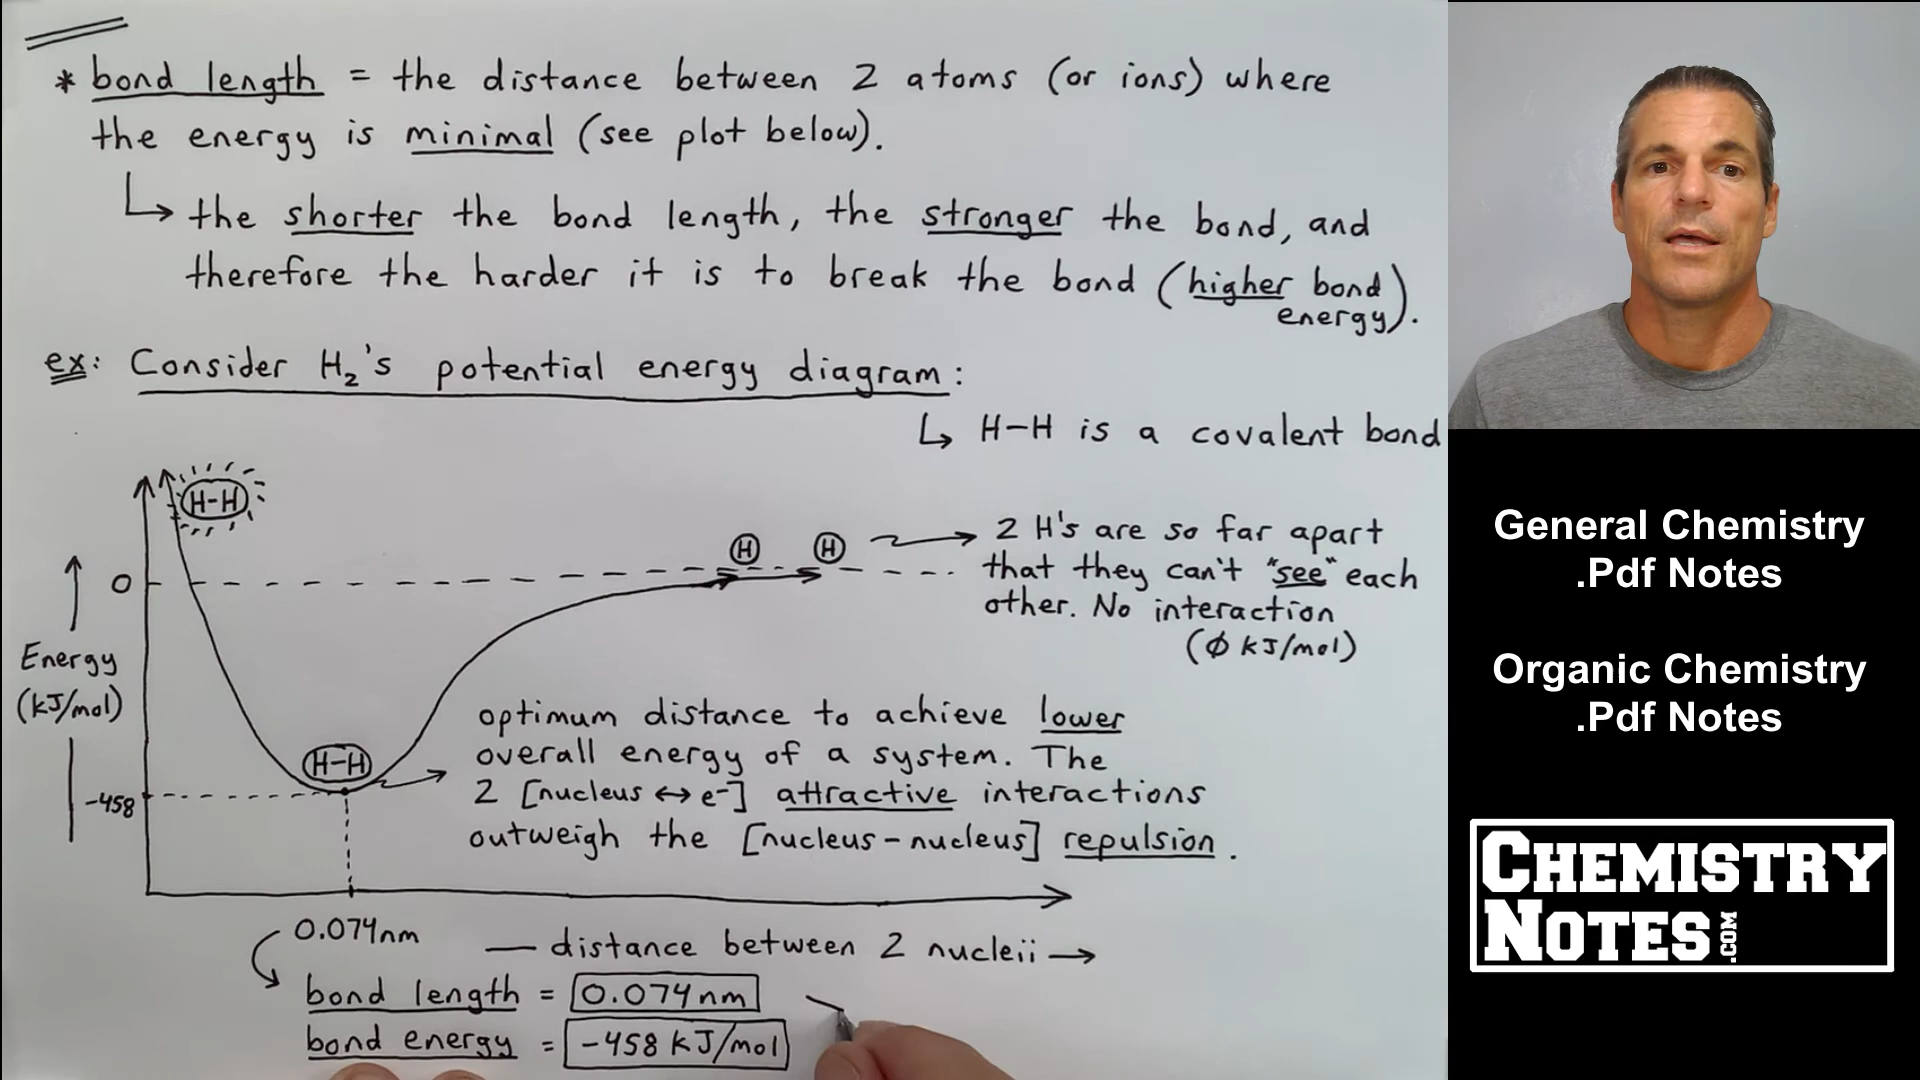 * bond length = the distance between 2 atoms (or ions) where
the energy is minimal (see plot below).
↳ the shorter the bond length, the stronger the bond, and
therefore the harder it is to break the bond (higher bond
energy).
ex: Consider H₂'s potential energy diagram:
↳ H-H is a covalent bond
H-H
H H → 2 H's are so far apart
that they can't "see" each
other. No interaction
(∅ kJ/mol)
0
Energy
(kJ/mol)
-458
H-H
optimum distance to achieve lower
overall energy of a system. The
2 [nucleus ↔ e⁻] attractive interactions
outweigh the [nucleus - nucleus] repulsion.
0.074nm
— distance between 2 nucleii →
bond length = 0.074nm
bond energy = -458 kJ/mol
General Chemistry
.Pdf Notes
Organic Chemistry
.Pdf Notes
CHEMISTRY
NOTES.COM